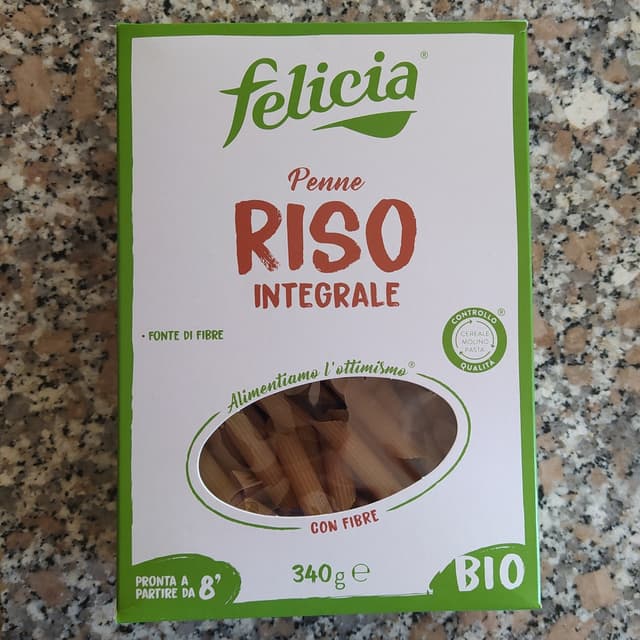 felicia®
Penne
RISO
INTEGRALE
• FONTE DI FIBRE
CONTROLLO®
CEREALE
MOLINO
PASTA
QUALITÀ
Alimentiamo l'ottimismo®
CON FIBRE
PRONTA A
PARTIRE DA 8'
340g ℮
BIO